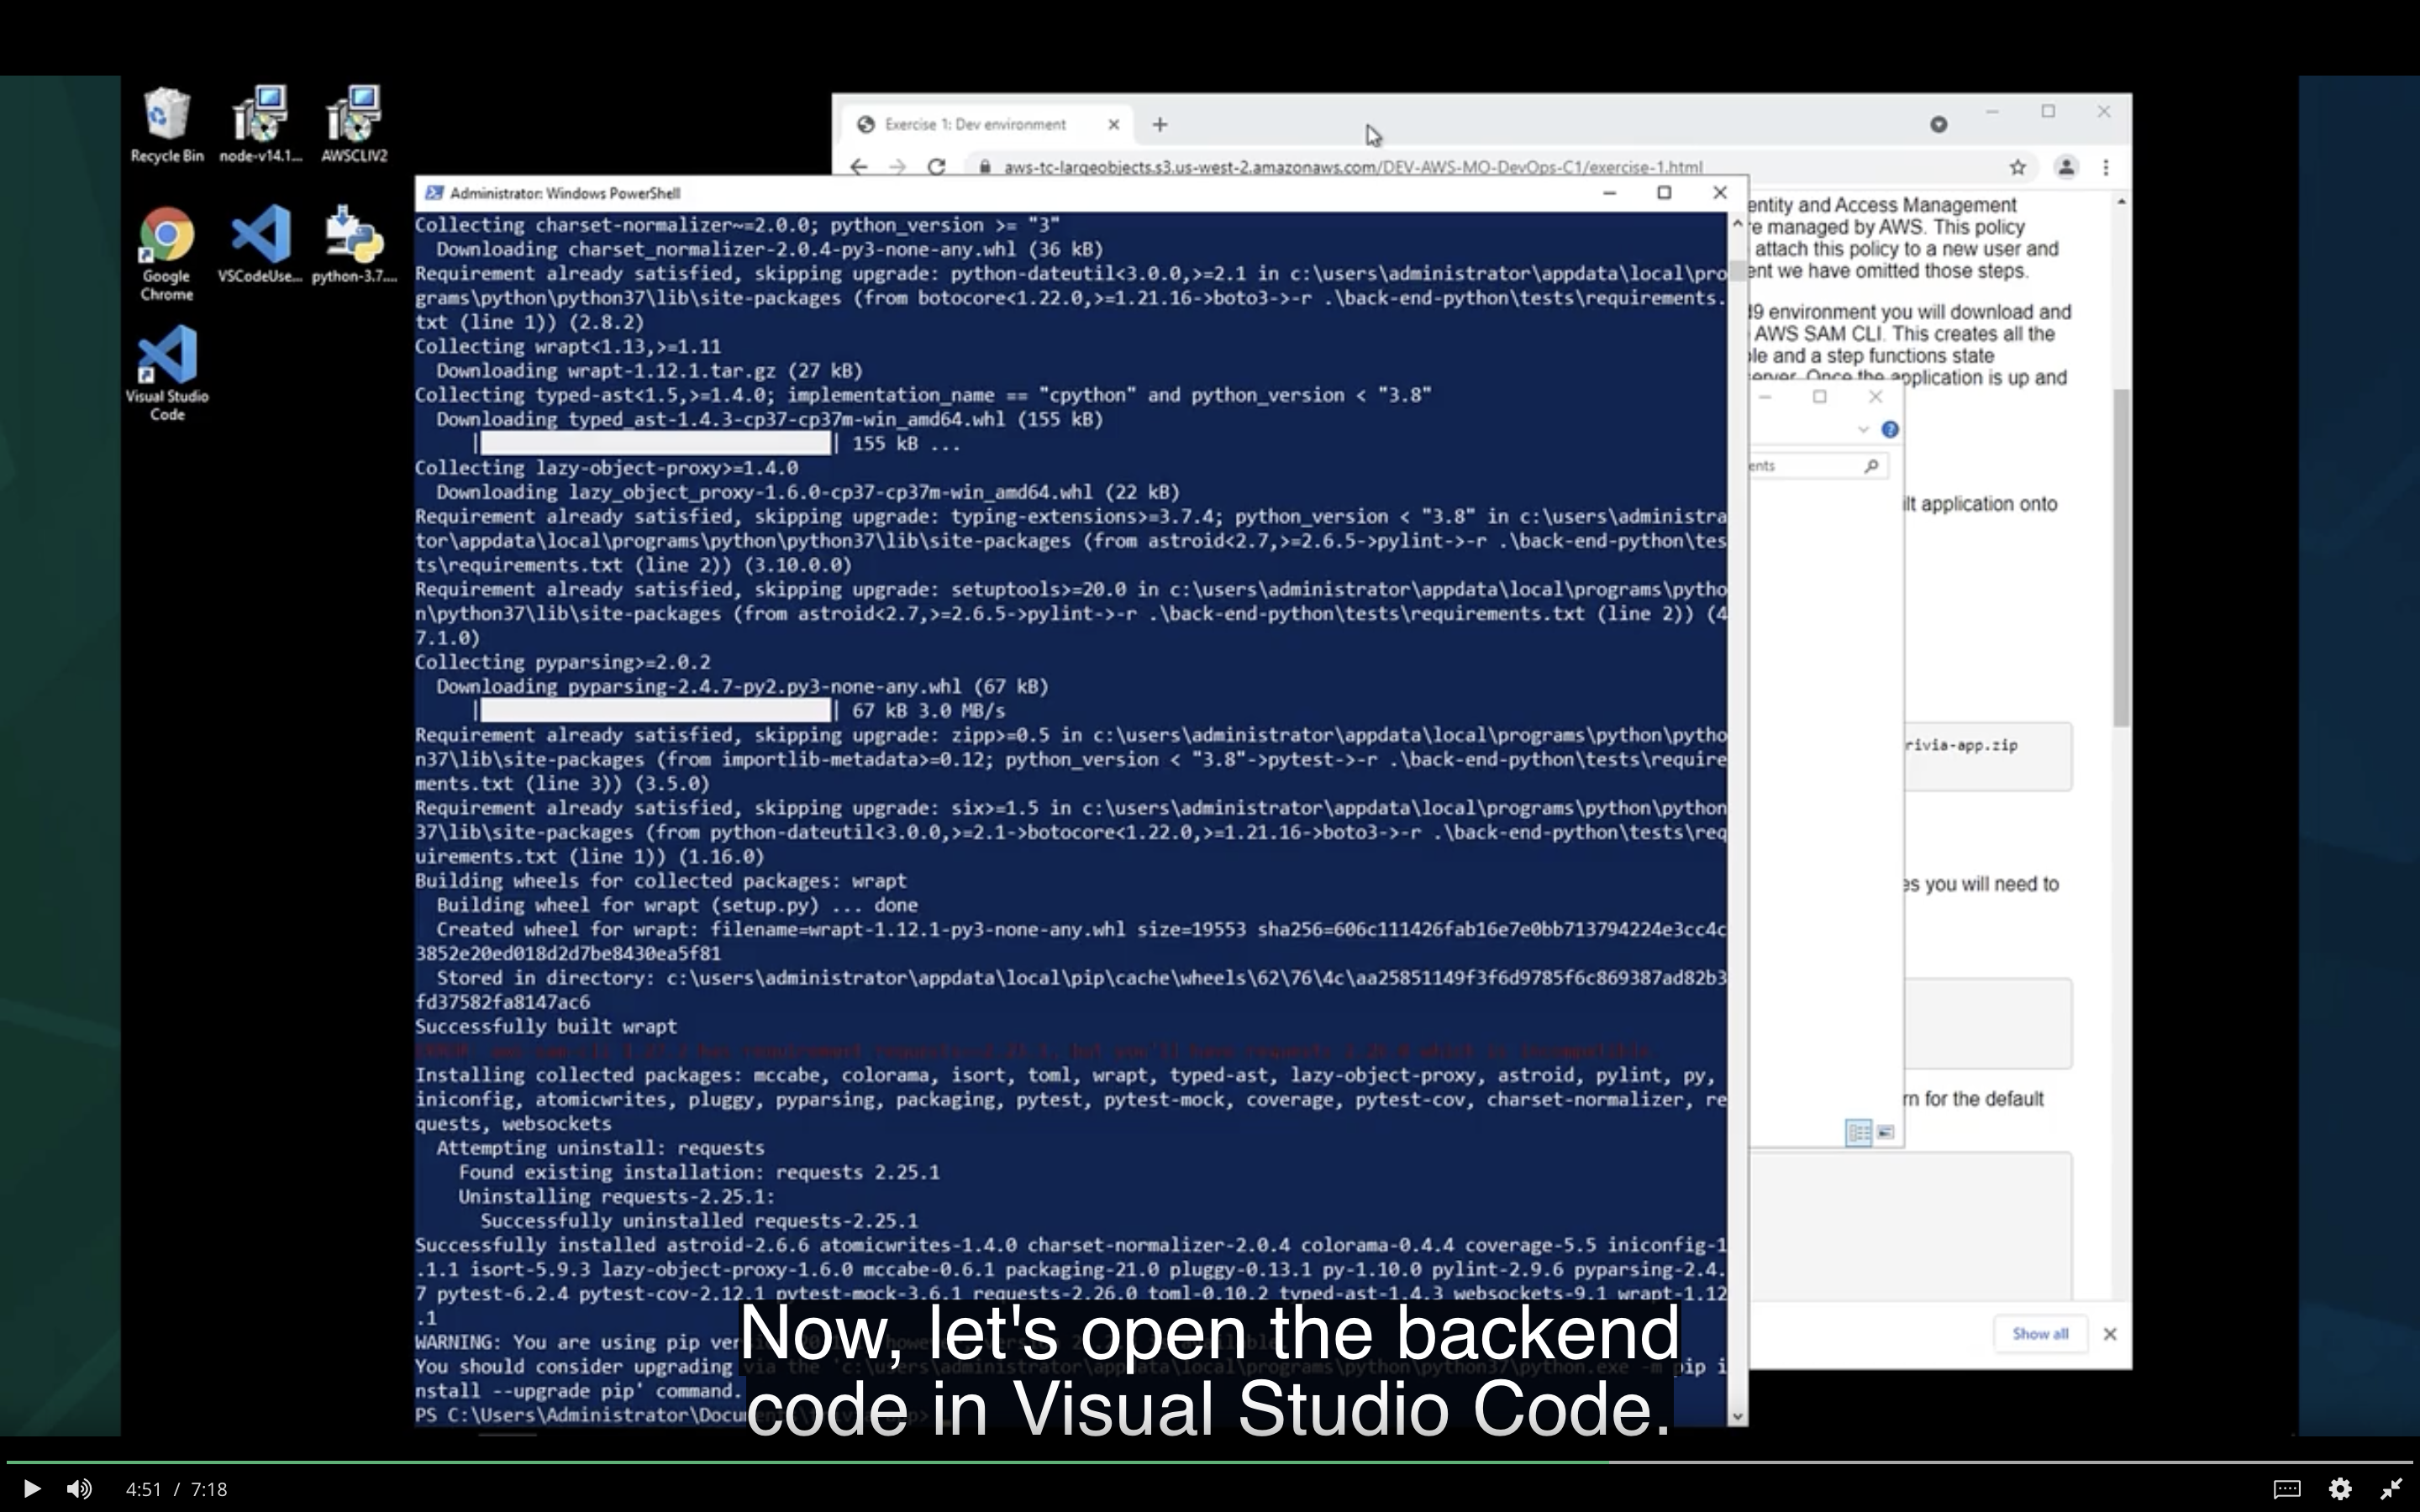 Recycle Bin
node-v14.1...
AWSCLIV2
Google
Chrome
VSCodeUse...
python-3.7....
Visual Studio
Code
Exercise 1: Dev environment
aws-tc-largeobjects.s3.us-west-2.amazonaws.com/DEV-AWS-MO-DevOps-C1/exercise-1.html
entity and Access Management
e managed by AWS. This policy
attach this policy to a new user and
ent we have omitted those steps.
9 environment you will download and
AWS SAM CLI. This creates all the
le and a step functions state
server. Once the application is up and
ents
ilt application onto
rivia-app.zip
es you will need to
rn for the default
Show all
Administrator: Windows PowerShell
Collecting charset-normalizer~=2.0.0; python_version >= "3"
Downloading charset_normalizer-2.0.4-py3-none-any.whl (36 kB)
Requirement already satisfied, skipping upgrade: python-dateutil<3.0.0,>=2.1 in c:\users\administrator\appdata\local\pro
grams\python\python37\lib\site-packages (from botocore<1.22.0,>=1.21.16->boto3->-r .\back-end-python\tests\requirements.
txt (line 1)) (2.8.2)
Collecting wrapt<1.13,>=1.11
Downloading wrapt-1.12.1.tar.gz (27 kB)
Collecting typed-ast<1.5,>=1.4.0; implementation_name == "cpython" and python_version < "3.8"
Downloading typed_ast-1.4.3-cp37-cp37m-win_amd64.whl (155 kB)
| | 155 kB ...
Collecting lazy-object-proxy>=1.4.0
Downloading lazy_object_proxy-1.6.0-cp37-cp37m-win_amd64.whl (22 kB)
Requirement already satisfied, skipping upgrade: typing-extensions>=3.7.4; python_version < "3.8" in c:\users\administra
tor\appdata\local\programs\python\python37\lib\site-packages (from astroid<2.7,>=2.6.5->pylint->-r .\back-end-python\tes
ts\requirements.txt (line 2)) (3.10.0.0)
Requirement already satisfied, skipping upgrade: setuptools>=20.0 in c:\users\administrator\appdata\local\programs\pytho
n\python37\lib\site-packages (from astroid<2.7,>=2.6.5->pylint->-r .\back-end-python\tests\requirements.txt (line 2)) (4
7.1.0)
Collecting pyparsing>=2.0.2
Downloading pyparsing-2.4.7-py2.py3-none-any.whl (67 kB)
| | 67 kB 3.0 MB/s
Requirement already satisfied, skipping upgrade: zipp>=0.5 in c:\users\administrator\appdata\local\programs\python\pytho
n37\lib\site-packages (from importlib-metadata>=0.12; python_version < "3.8"->pytest->-r .\back-end-python\tests\require
ments.txt (line 3)) (3.5.0)
Requirement already satisfied, skipping upgrade: six>=1.5 in c:\users\administrator\appdata\local\programs\python\python
37\lib\site-packages (from python-dateutil<3.0.0,>=2.1->botocore<1.22.0,>=1.21.16->boto3->-r .\back-end-python\tests\req
uirements.txt (line 1)) (1.16.0)
Building wheels for collected packages: wrapt
Building wheel for wrapt (setup.py) ... done
Created wheel for wrapt: filename=wrapt-1.12.1-py3-none-any.whl size=19553 sha256=606c111426fab16e7e0bb713794224e3cc4c
3852e20ed018d2d7be8430ea5f81
Stored in directory: c:\users\administrator\appdata\local\pip\cache\wheels\62\76\4c\aa25851149f3f6d9785f6c869387ad82b3
fd37582fa8147ac6
Successfully built wrapt
Installing collected packages: mccabe, colorama, isort, toml, wrapt, typed-ast, lazy-object-proxy, astroid, pylint, py,
iniconfig, atomicwrites, pluggy, pyparsing, packaging, pytest, pytest-mock, coverage, pytest-cov, charset-normalizer, re
quests, websockets
Attempting uninstall: requests
Found existing installation: requests 2.25.1
Uninstalling requests-2.25.1:
Successfully uninstalled requests-2.25.1
Successfully installed astroid-2.6.6 atomicwrites-1.4.0 charset-normalizer-2.0.4 colorama-0.4.4 coverage-5.5 iniconfig-1
.1.1 isort-5.9.3 lazy-object-proxy-1.6.0 mccabe-0.6.1 packaging-21.0 pluggy-0.13.1 py-1.10.0 pylint-2.9.6 pyparsing-2.4.
7 pytest-6.2.4 pytest-cov-2.12.1 pytest-mock-3.6.1 requests-2.26.0 toml-0.10.2 typed-ast-1.4.3 websockets-9.1 wrapt-1.12
.1
WARNING: You are using pip ver
You should consider upgrading via the 'c:\users\administrator\appdata\local\programs\python\python37\python.exe -m pip i
nstall --upgrade pip' command.
PS C:\Users\Administrator\Docu
Now, let's open the backend
code in Visual Studio Code.
4:51 / 7:18